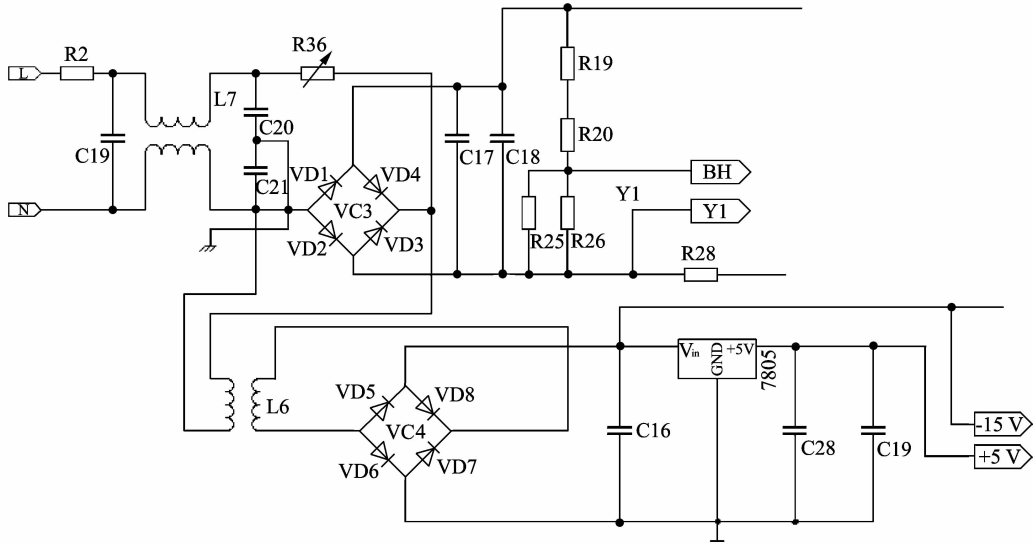 R36
R2
L
R19
L7
C20
R20
C19
C17
C18
VD1
VD4
BH
C21
Y1
N
VC3
Y1
VD2
VD3
R25
R26
R28
Vin
GND
+5V
7805
VD5
VD8
L6
VC4
C16
-15 V
C28
C19
VD6
VD7
+5 V